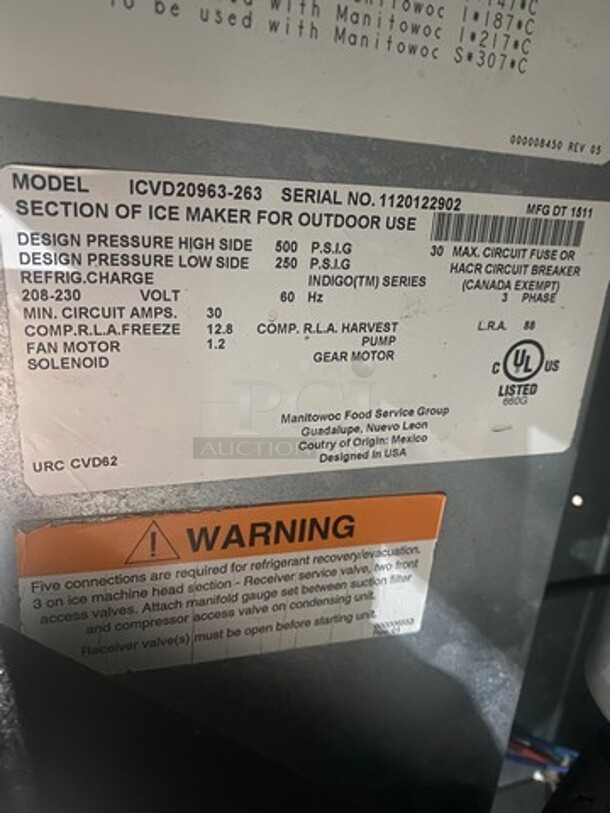 141*C
with Manitowoc 1*187*C
used with Manitowoc 1*217*C
To be used with Manitowoc S*307*C
000008450 REV 05
MODEL ICVD20963-263 SERIAL NO. 1120122902 MFG DT 1511
SECTION OF ICE MAKER FOR OUTDOOR USE
DESIGN PRESSURE HIGH SIDE 500 P.S.I.G 30 MAX. CIRCUIT FUSE OR
DESIGN PRESSURE LOW SIDE 250 P.S.I.G HACR CIRCUIT BREAKER
REFRIG.CHARGE INDIGO(TM) SERIES (CANADA EXEMPT)
208-230 VOLT 60 Hz 3 PHASE
MIN. CIRCUIT AMPS. 30
COMP.R.L.A.FREEZE 12.8 COMP. R.L.A. HARVEST L.R.A. 88
FAN MOTOR 1.2 PUMP
SOLENOID GEAR MOTOR
C UL US
LISTED
660G
PCI
AUCTION
Manitowoc Food Service Group
Guadalupe, Nuevo Leon
Coutry of Origin: Mexico
Designed in USA
URC CVD62
! WARNING
Five connections are required for refrigerant recovery/evacuation.
3 on ice machine head section - Receiver service valve, two front
access valves. Attach manifold gauge set between suction filter
and compressor access valve on condensing unit.
Receiver valve(s) must be open before starting unit.